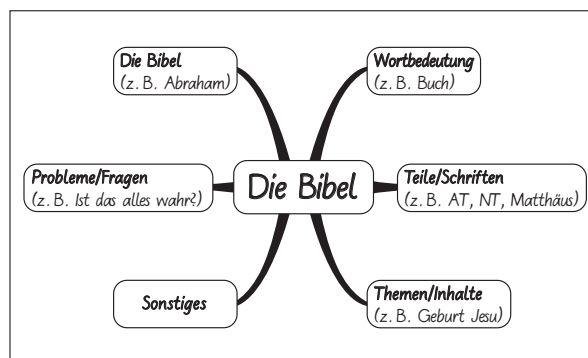 Die Bibel
(z. B. Abraham)
Wortbedeutung
(z. B. Buch)
Probleme/Fragen
(z. B. Ist das alles wahr?)
Die Bibel
Teile/Schriften
(z. B. AT, NT, Matthäus)
Sonstiges
Themen/Inhalte
(z. B. Geburt Jesu)